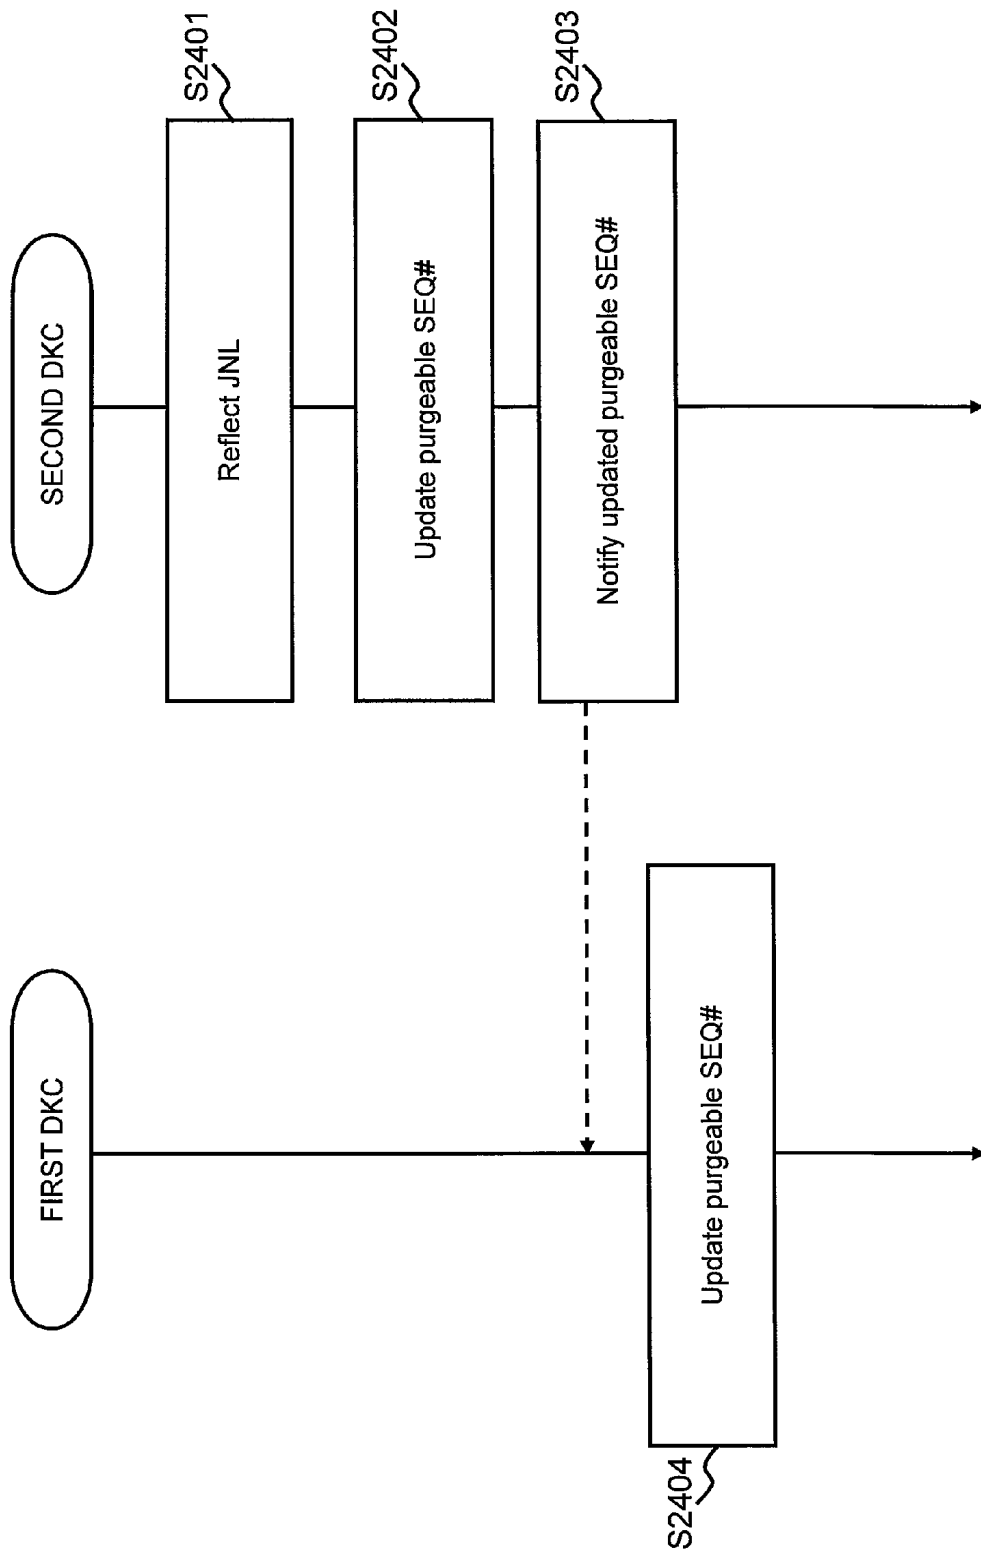 FIRST DKC
SECOND DKC
Reflect JNL
S2401
Update purgeable SEQ#
S2402
Notify updated purgeable SEQ#
S2403
Update purgeable SEQ#
S2404